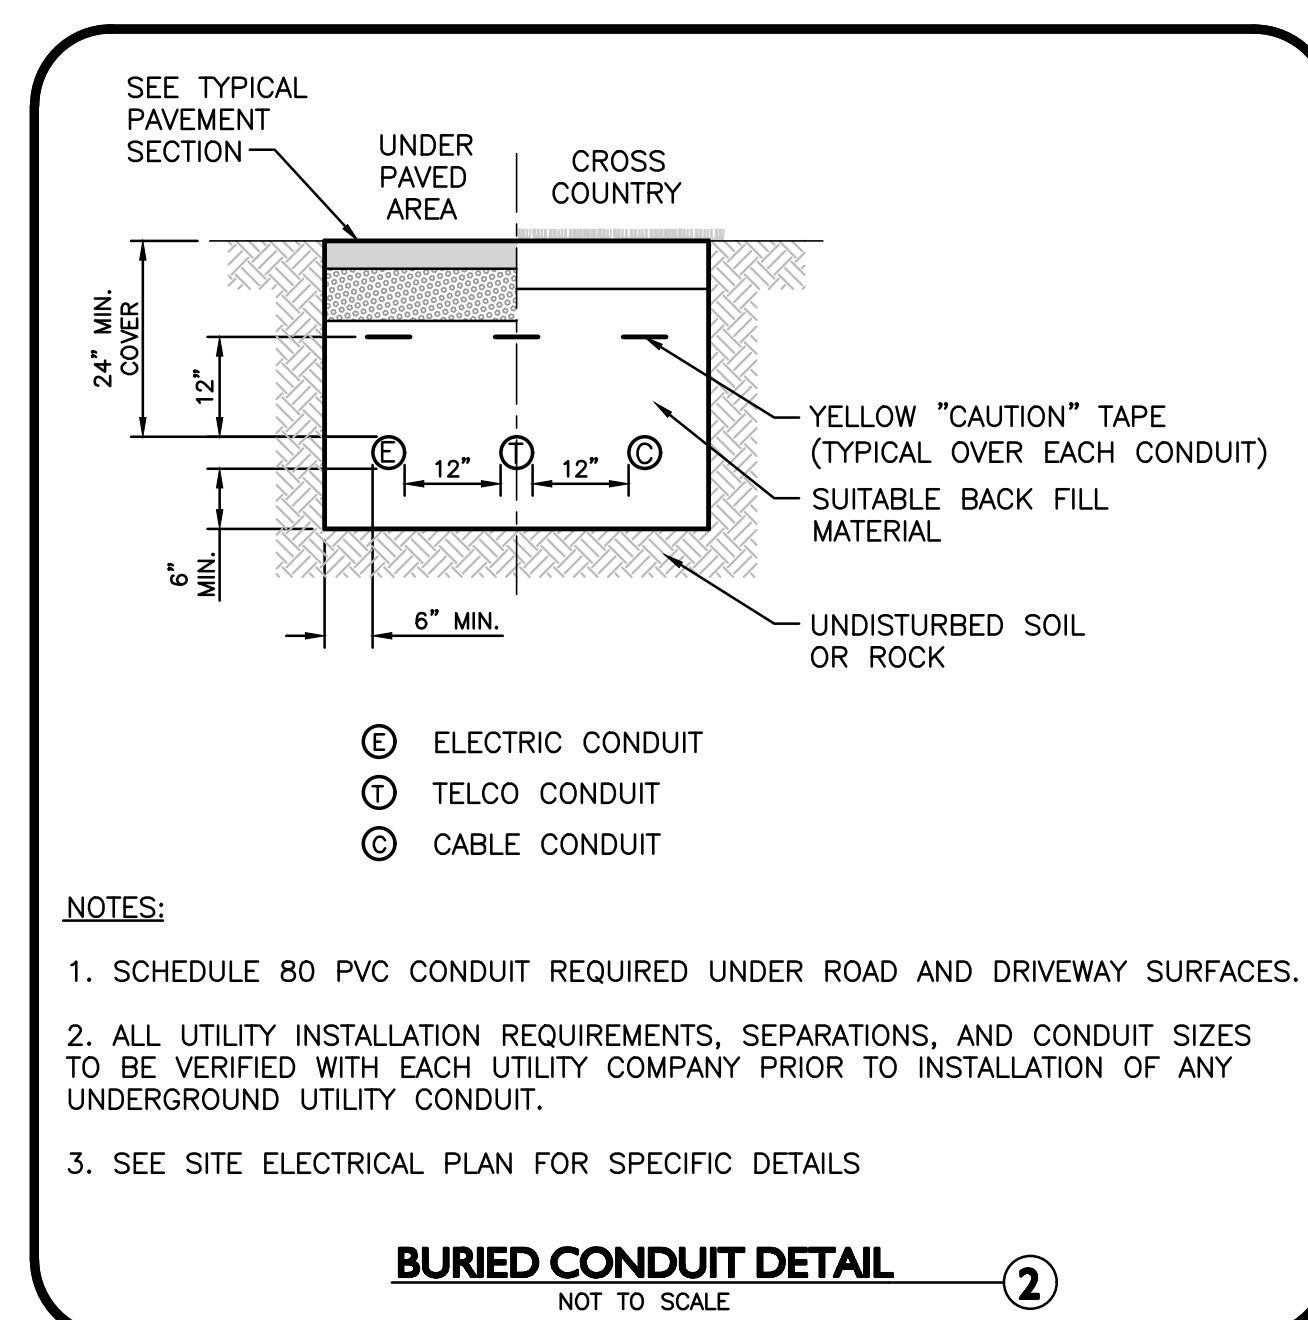 SEE TYPICAL
PAVEMENT
SECTION
UNDER
PAVED
AREA
CROSS
COUNTRY
24" MIN.
COVER
12"
E
T
C
12"
12"
6"
MIN.
6" MIN.
YELLOW "CAUTION" TAPE
(TYPICAL OVER EACH CONDUIT)
SUITABLE BACK FILL
MATERIAL
UNDISTURBED SOIL
OR ROCK
E ELECTRIC CONDUIT
T TELCO CONDUIT
C CABLE CONDUIT
NOTES:
1. SCHEDULE 80 PVC CONDUIT REQUIRED UNDER ROAD AND DRIVEWAY SURFACES.
2. ALL UTILITY INSTALLATION REQUIREMENTS, SEPARATIONS, AND CONDUIT SIZES
TO BE VERIFIED WITH EACH UTILITY COMPANY PRIOR TO INSTALLATION OF ANY
UNDERGROUND UTILITY CONDUIT.
3. SEE SITE ELECTRICAL PLAN FOR SPECIFIC DETAILS
BURIED CONDUIT DETAIL
2
NOT TO SCALE